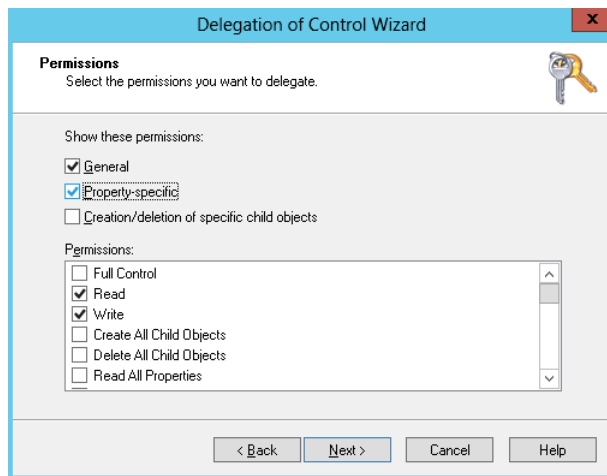 Delegation of Control Wizard
x
Permissions
Select the permissions you want to delegate.
Show these permissions:
General
Property-specific
Creation/deletion of specific child objects
Permissions:
Full Control
Read
Write
Create All Child Objects
Delete All Child Objects
Read All Properties
< Back Next > Cancel Help